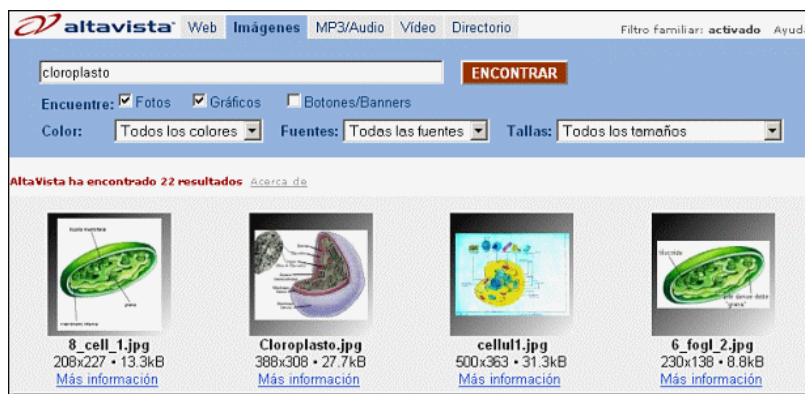 altavista Web Imágenes MP3/Audio Vídeo Directorio Filtro familiar: activado Ayuda
cloroplasto ENCONTRAR
Encuentre: Fotos Gráficos Botones/Banners
Color: Todos los colores Fuentes: Todas las fuentes Tallas: Todos los tamaños
AltaVista ha encontrado 22 resultados Acerca de
grana
8_cell_1.jpg Cloroplasto.jpg cellul1.jpg 6_fogl_2.jpg
208x227 • 13.3kB 388x308 • 27.7kB 500x363 • 31.3kB 230x138 • 8.8kB
Más información Más información Más información Más información